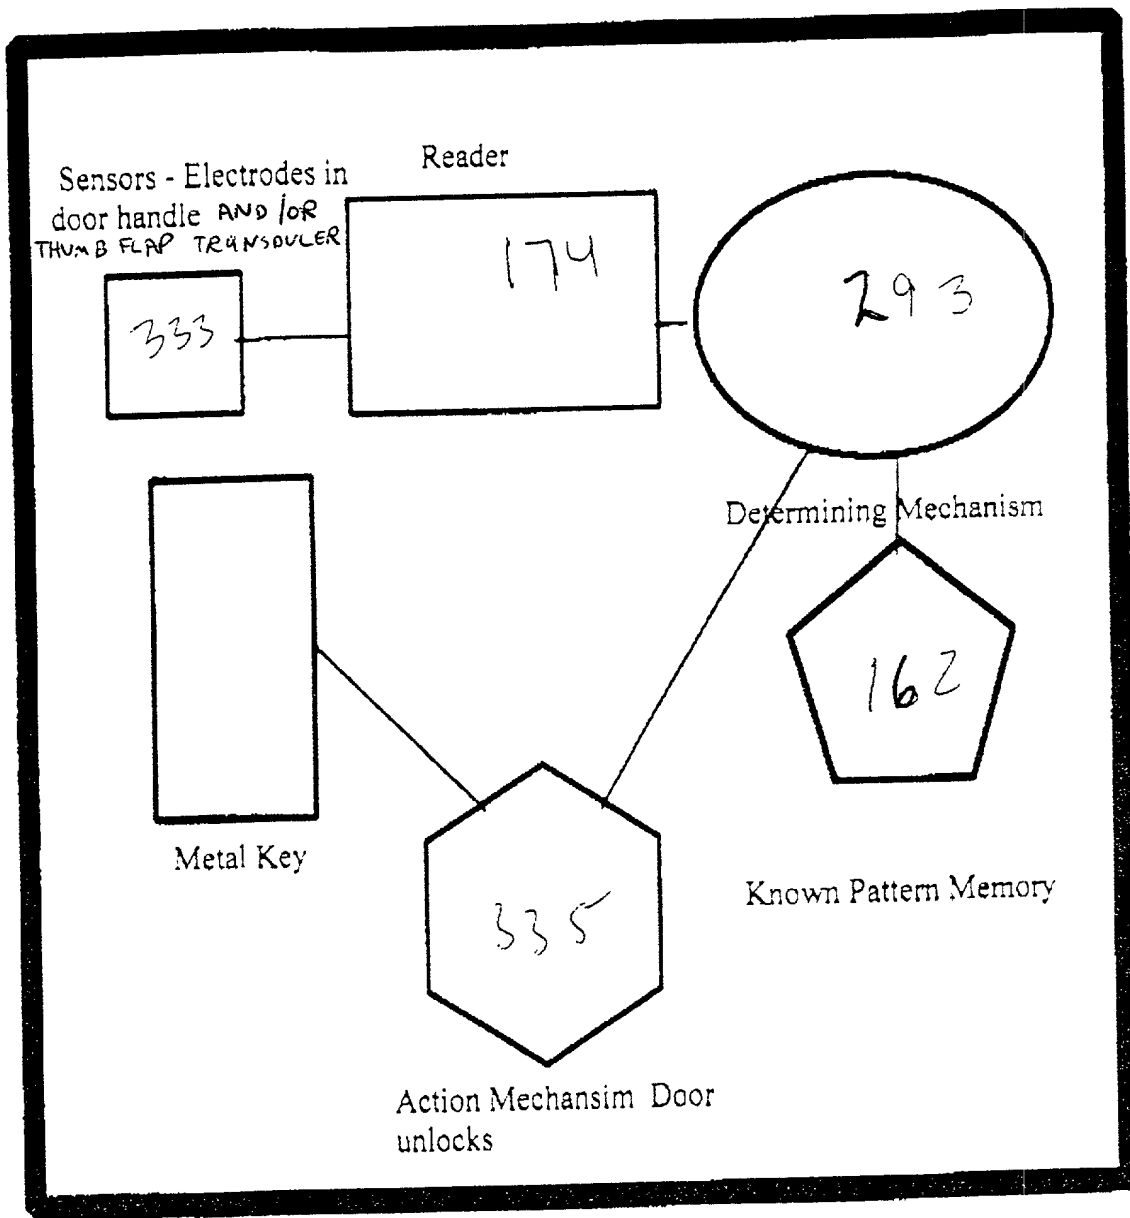 Reader
Sensors - Electrodes in
door handle AND/OR
THUMB FLAP TRANSDUCER
174
293
333
Determining Mechanism
162
Metal Key
Known Pattern Memory
335
Action Mechansim Door
unlocks